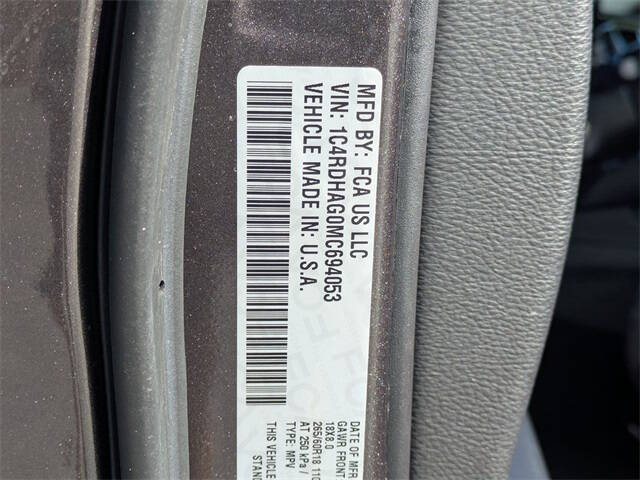 MFD BY: FCA US LLC
VIN: 1C4RDHAG0MC694053
VEHICLE MADE IN: U.S.A.
DATE OF MFR
GAWR FRONT
18X8.0
265/60R18 110
AT 250 kPa /
TYPE: MPV
THIS VEHICLE
STAN